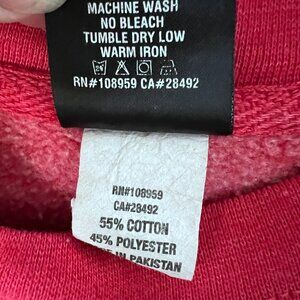 MACHINE WASH
NO BLEACH
TUMBLE DRY LOW
WARM IRON
RN#108959 CA#28492
RN#108959
CA#28492
55% COTTON
45% POLYESTER
IN PAKISTAN